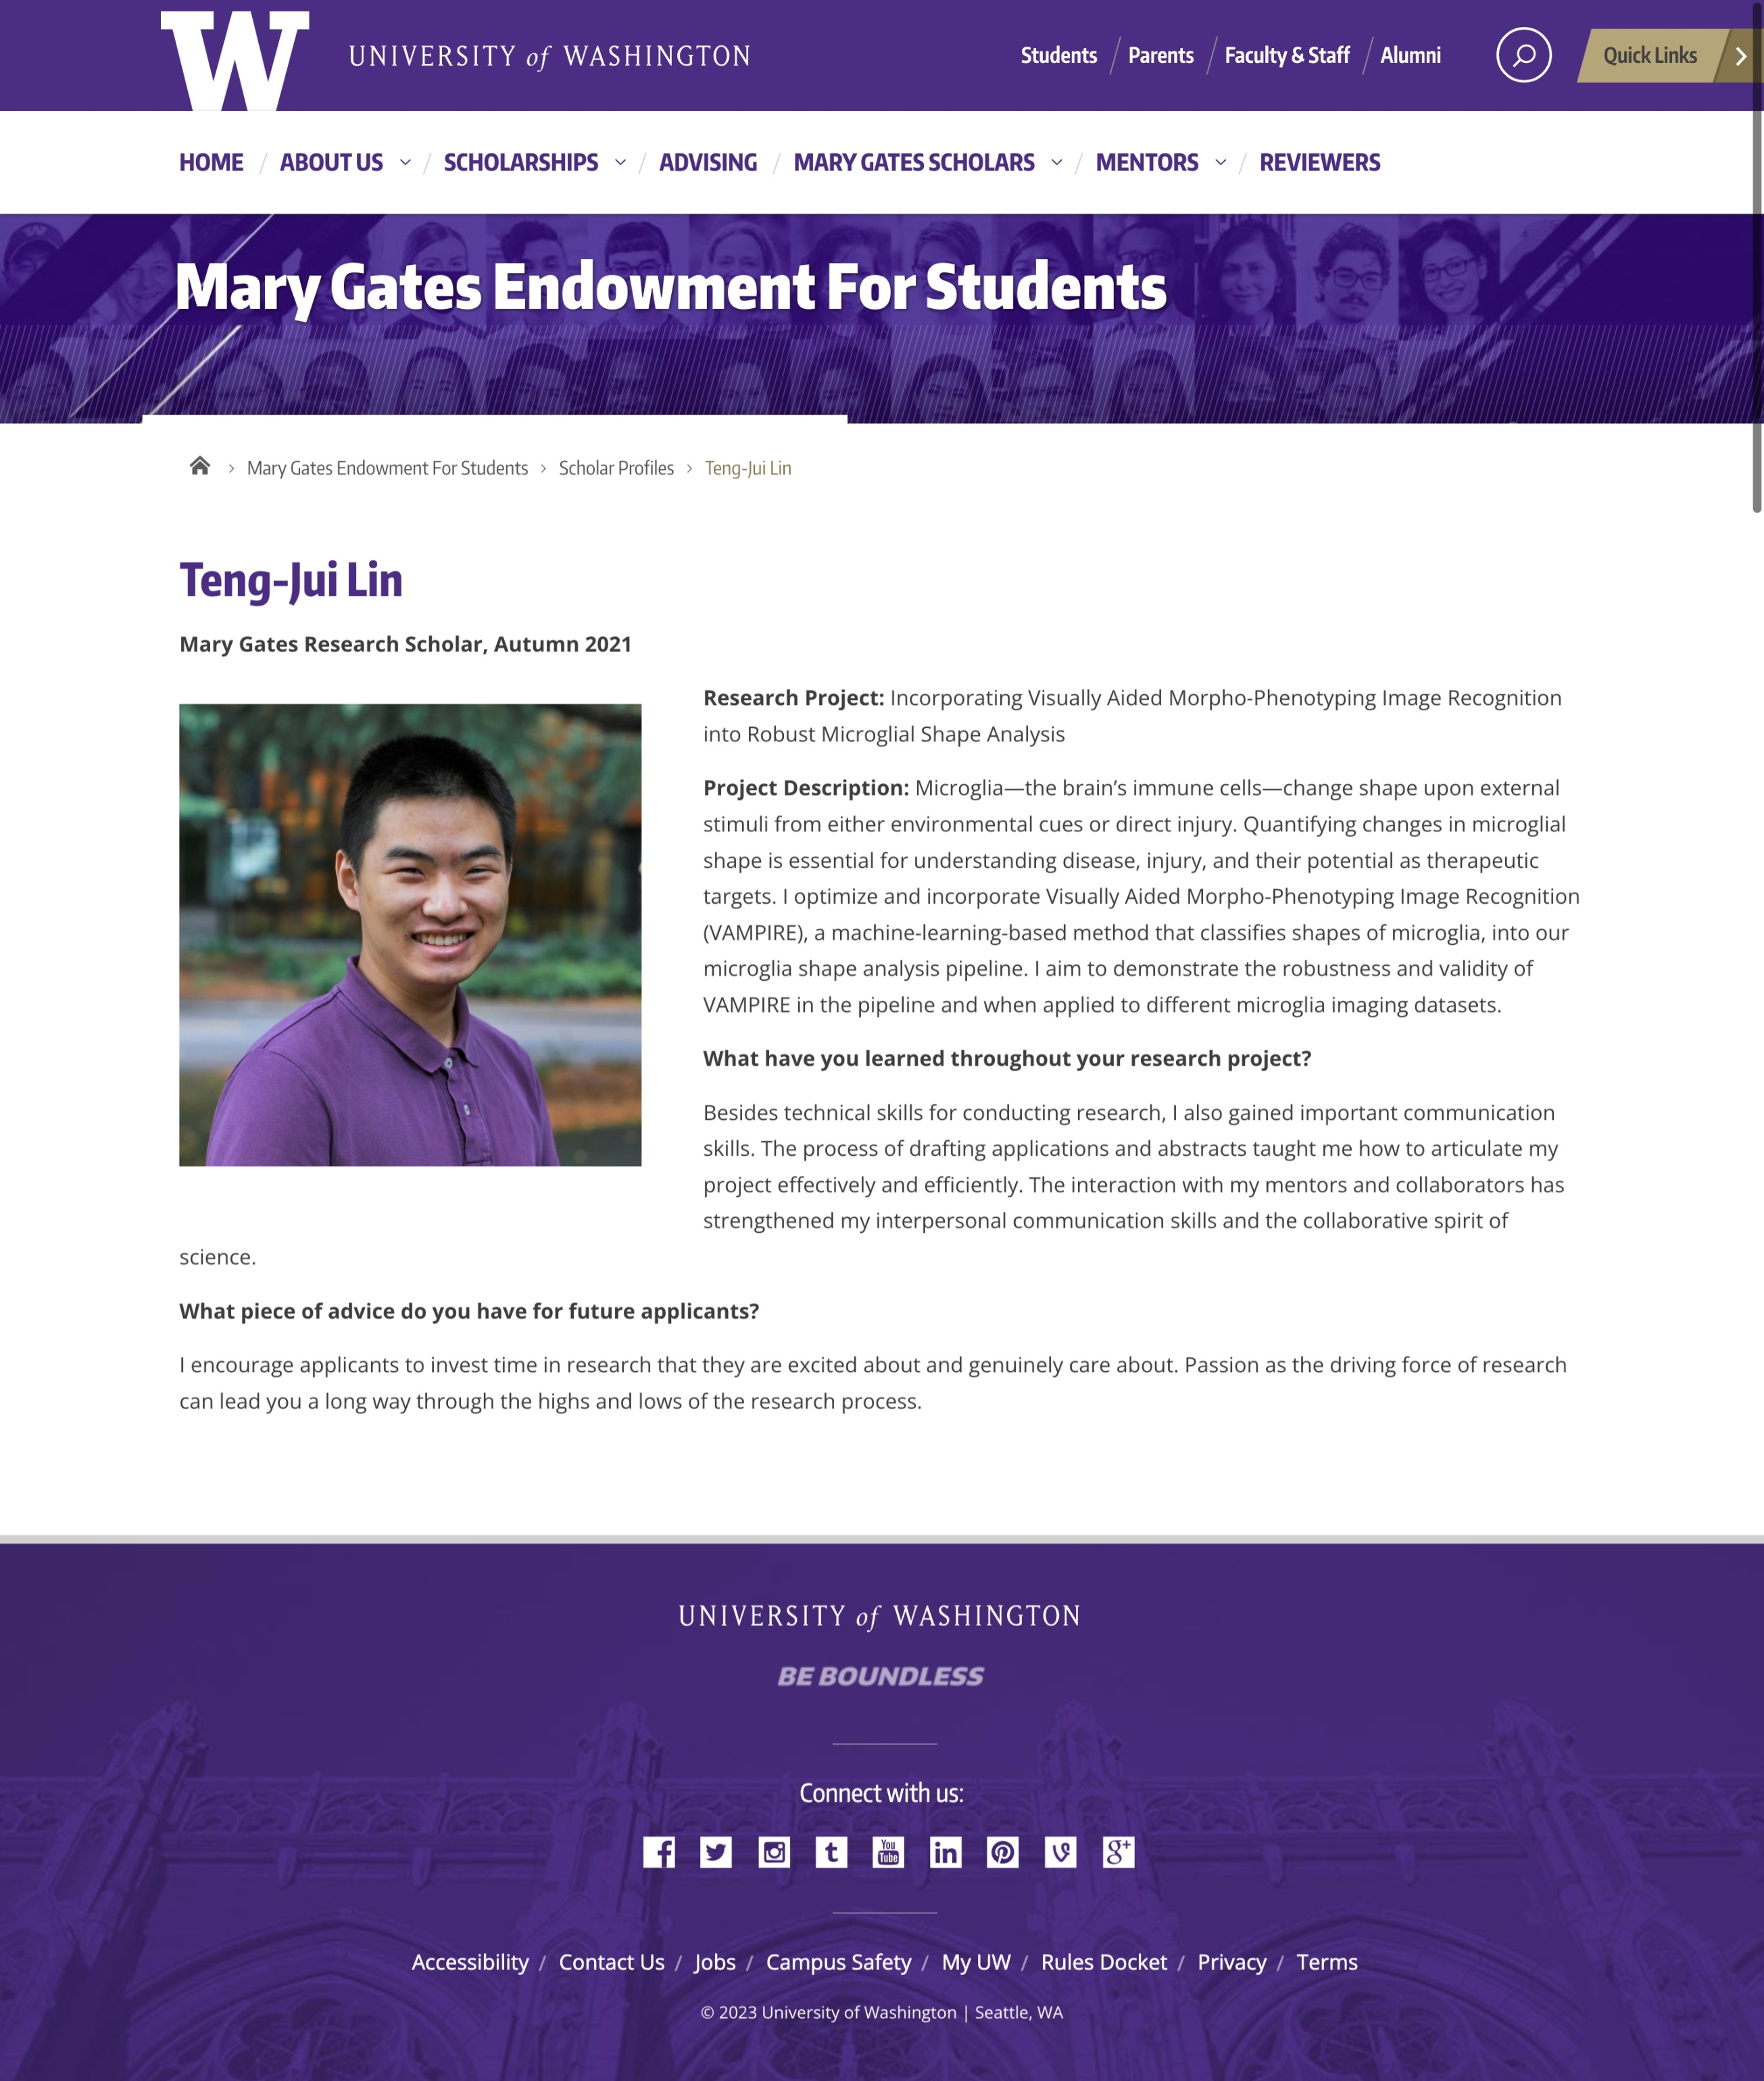 W
UNIVERSITY of WASHINGTON
Students
Parents
Faculty & Staff
Alumni
Quick Links
HOME / ABOUT US / SCHOLARSHIPS / ADVISING / MARY GATES SCHOLARS / MENTORS / REVIEWERS
Mary Gates Endowment For Students
Mary Gates Endowment For Students › Scholar Profiles › Teng-Jui Lin
Teng-Jui Lin
Mary Gates Research Scholar, Autumn 2021
Research Project: Incorporating Visually Aided Morpho-Phenotyping Image Recognition
into Robust Microglial Shape Analysis
Project Description: Microglia—the brain’s immune cells—change shape upon external
stimuli from either environmental cues or direct injury. Quantifying changes in microglial
shape is essential for understanding disease, injury, and their potential as therapeutic
targets. I optimize and incorporate Visually Aided Morpho-Phenotyping Image Recognition
(VAMPIRE), a machine-learning-based method that classifies shapes of microglia, into our
microglia shape analysis pipeline. I aim to demonstrate the robustness and validity of
VAMPIRE in the pipeline and when applied to different microglia imaging datasets.
What have you learned throughout your research project?
Besides technical skills for conducting research, I also gained important communication
skills. The process of drafting applications and abstracts taught me how to articulate my
project effectively and efficiently. The interaction with my mentors and collaborators has
strengthened my interpersonal communication skills and the collaborative spirit of
science.
What piece of advice do you have for future applicants?
I encourage applicants to invest time in research that they are excited about and genuinely care about. Passion as the driving force of research
can lead you a long way through the highs and lows of the research process.
UNIVERSITY of WASHINGTON
BE BOUNDLESS
Connect with us:
f t You Tube in g+
Accessibility / Contact Us / Jobs / Campus Safety / My UW / Rules Docket / Privacy / Terms
© 2023 University of Washington | Seattle, WA